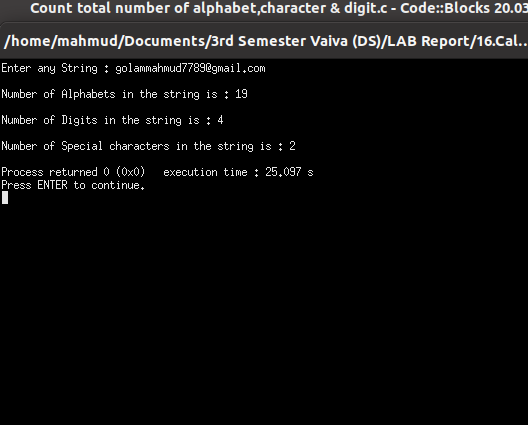 Count total number of alphabet,character & digit.c - Code::Blocks 20.03
/home/mahmud/Documents/3rd Semester Vaiva (DS)/LAB Report/16.Cal...
Enter any String : golammahmud7789@gmail.com
Number of Alphabets in the string is : 19
Number of Digits in the string is : 4
Number of Special characters in the string is : 2
Process returned 0 (0x0)   execution time : 25.097 s
Press ENTER to continue.